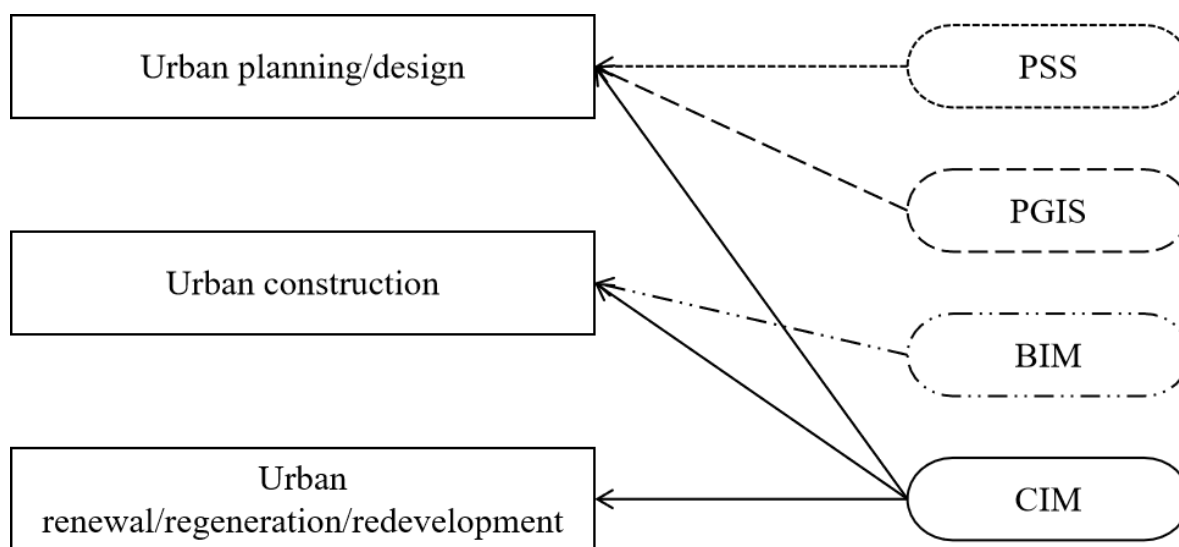 Urban planning/design
PSS
PGIS
Urban construction
BIM
Urban
renewal/regeneration/redevelopment
CIM